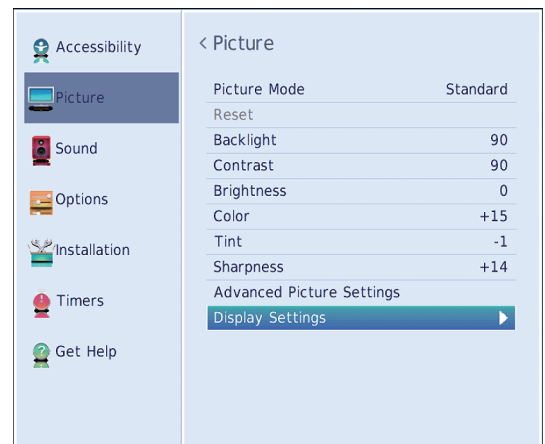 Accessibility
Picture
Sound
Options
Installation
Timers
Get Help
< Picture
Picture Mode Standard
Reset
Backlight 90
Contrast 90
Brightness 0
Color +15
Tint -1
Sharpness +14
Advanced Picture Settings
Display Settings